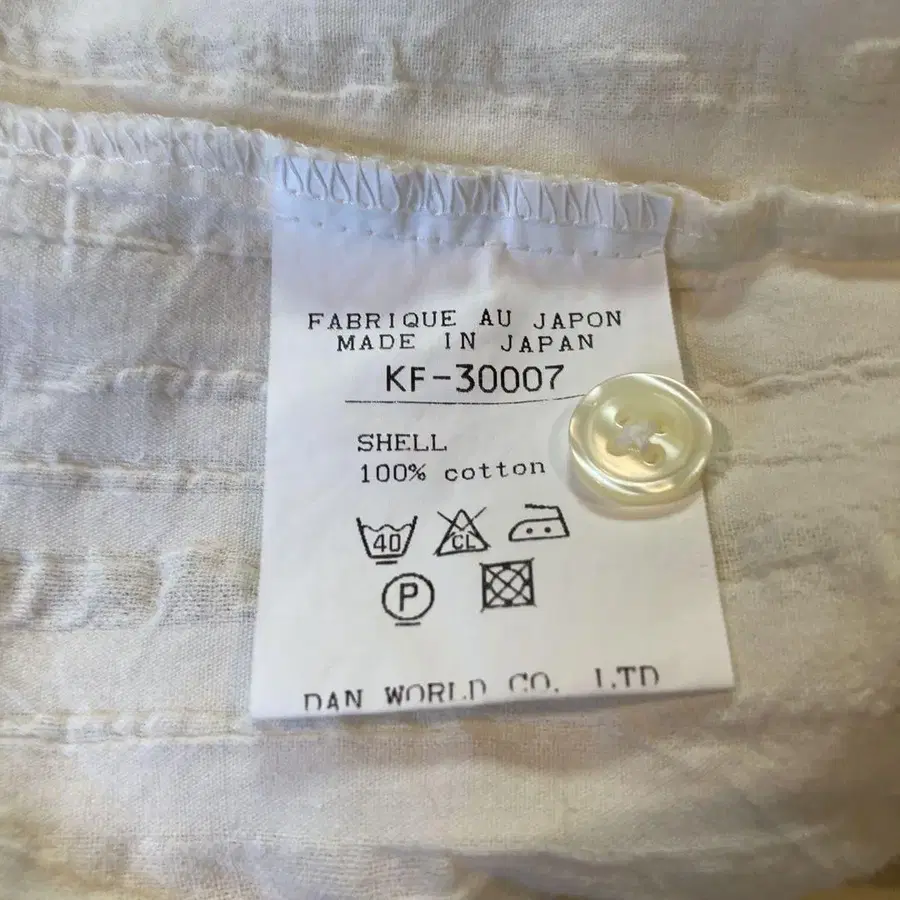 FABRIQUE AU JAPON
MADE IN JAPAN
KF-30007
SHELL
100% cotton
40 CL
P
DAN WORLD CO. LTD